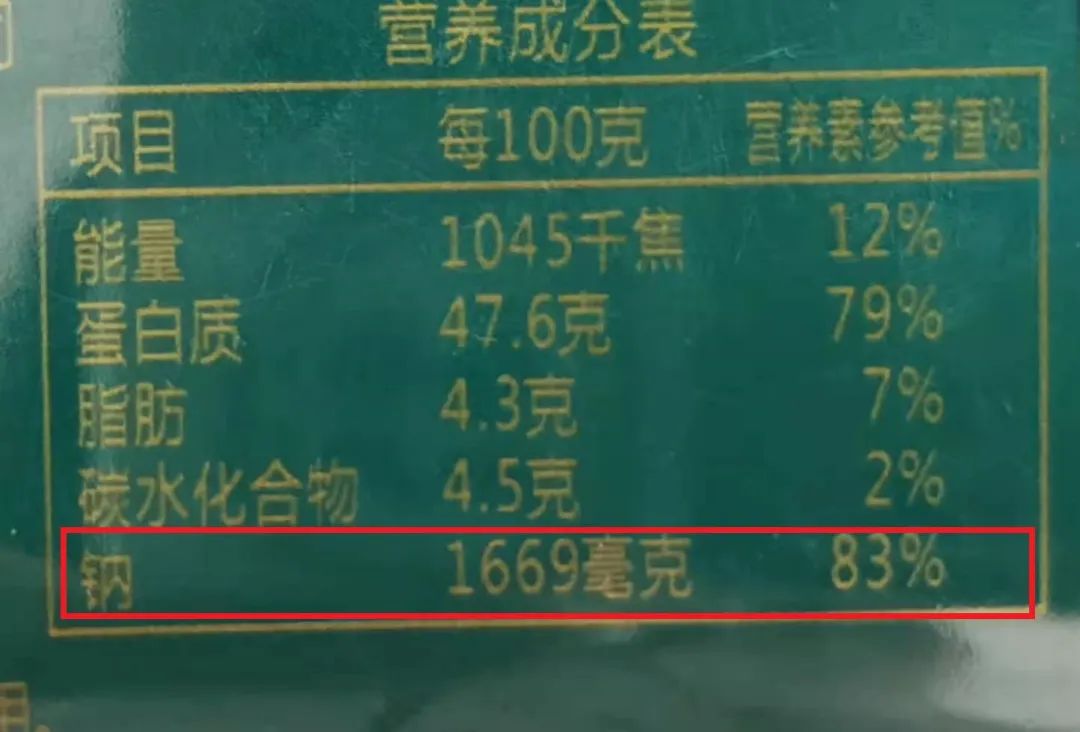 营养成分表
项目 每100克 营养素参考值%
能量 1045千焦 12%
蛋白质 47.6克 79%
脂肪 4.3克 7%
碳水化合物 4.5克 2%
钠 1669毫克 83%
用.